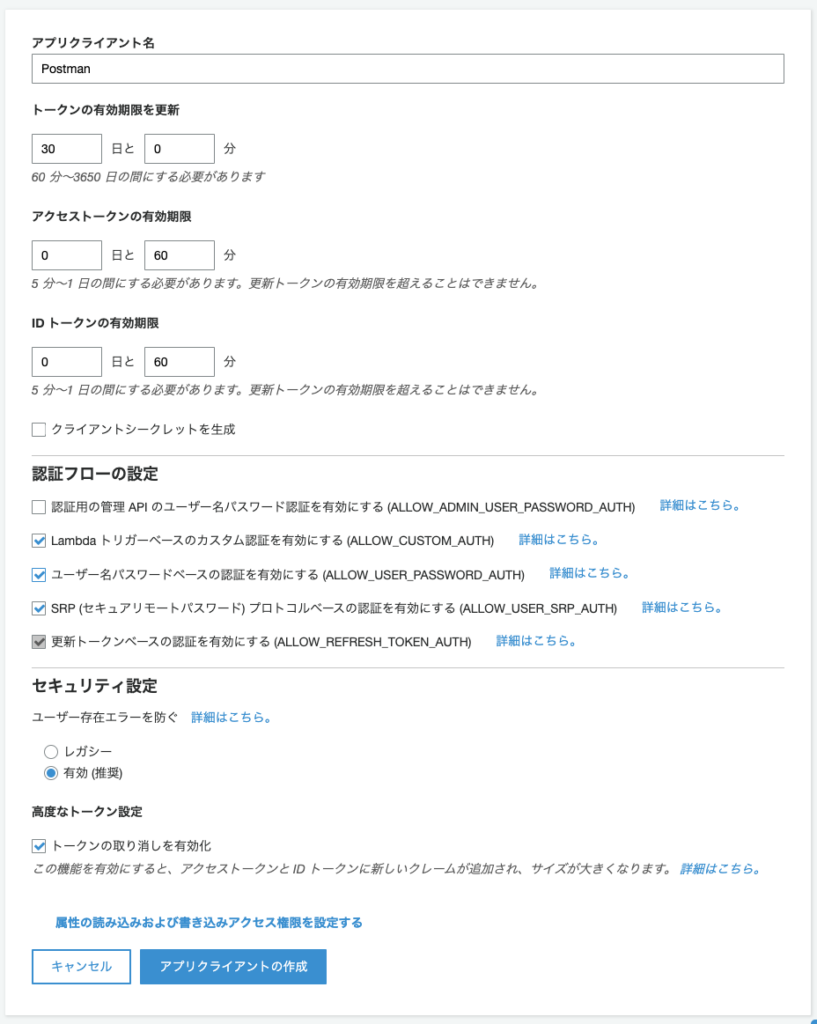 アプリクライアント名
Postman
トークンの有効期限を更新
30 日と 0 分
60 分〜3650 日の間にする必要があります
アクセストークンの有効期限
0 日と 60 分
5 分〜1 日の間にする必要があります。更新トークンの有効期限を超えることはできません。
ID トークンの有効期限
0 日と 60 分
5 分〜1 日の間にする必要があります。更新トークンの有効期限を超えることはできません。
クライアントシークレットを生成
認証フローの設定
認証用の管理 API のユーザー名パスワード認証を有効にする (ALLOW_ADMIN_USER_PASSWORD_AUTH) 詳細はこちら。
Lambda トリガーベースのカスタム認証を有効にする (ALLOW_CUSTOM_AUTH) 詳細はこちら。
ユーザー名パスワードベースの認証を有効にする (ALLOW_USER_PASSWORD_AUTH) 詳細はこちら。
SRP (セキュアリモートパスワード) プロトコルベースの認証を有効にする (ALLOW_USER_SRP_AUTH) 詳細はこちら。
更新トークンベースの認証を有効にする (ALLOW_REFRESH_TOKEN_AUTH) 詳細はこちら。
セキュリティ設定
ユーザー存在エラーを防ぐ 詳細はこちら。
レガシー
有効 (推奨)
高度なトークン設定
トークンの取り消しを有効化
この機能を有効にすると、アクセストークンと ID トークンに新しいクレームが追加され、サイズが大きくなります。 詳細はこちら。
属性の読み込みおよび書き込みアクセス権限を設定する
キャンセル アプリクライアントの作成